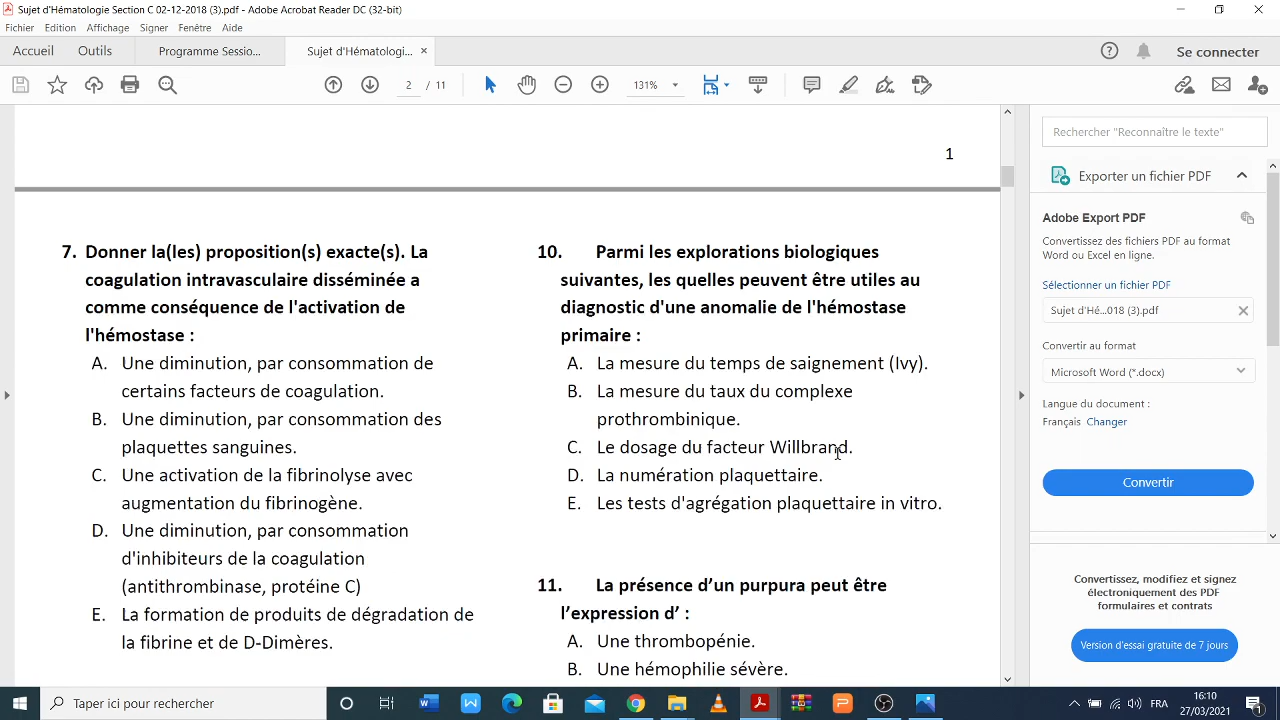 Sujet d'Hématologie Section C 02-12-2018 (3).pdf - Adobe Acrobat Reader DC (32-bit)
Fichier Edition Affichage Signer Fenêtre Aide
Accueil Outils Programme Sessio... Sujet d'Hématologi... × Se connecter
2 / 11 131%
1
7. Donner la(les) proposition(s) exacte(s). La
coagulation intravasculaire disséminée a
comme conséquence de l'activation de
l'hémostase :
A. Une diminution, par consommation de
certains facteurs de coagulation.
B. Une diminution, par consommation des
plaquettes sanguines.
C. Une activation de la fibrinolyse avec
augmentation du fibrinogène.
D. Une diminution, par consommation
d'inhibiteurs de la coagulation
(antithrombinase, protéine C)
E. La formation de produits de dégradation de
la fibrine et de D-Dimères.
10. Parmi les explorations biologiques
suivantes, les quelles peuvent être utiles au
diagnostic d'une anomalie de l'hémostase
primaire :
A. La mesure du temps de saignement (Ivy).
B. La mesure du taux du complexe
prothrombinique.
C. Le dosage du facteur Willbrand.
D. La numération plaquettaire.
E. Les tests d'agrégation plaquettaire in vitro.
11. La présence d’un purpura peut être
l’expression d’ :
A. Une thrombopénie.
B. Une hémophilie sévère.
Rechercher "Reconnaître le texte"
Exporter un fichier PDF
Adobe Export PDF
Convertissez des fichiers PDF au format
Word ou Excel en ligne.
Sélectionner un fichier PDF
Sujet d'Hé...018 (3).pdf
Convertir au format
Microsoft Word (*.docx)
Langue du document :
Français Changer
Convertir
Convertissez, modifiez et signez
électroniquement des PDF
formulaires et contrats
Version d'essai gratuite de 7 jours
Taper ici pour rechercher
FRA
16:10
27/03/2021
1